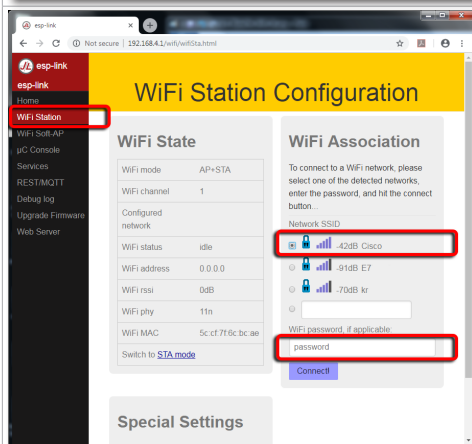 esp-link
Not secure | 192.168.4.1/wifi/wifiSta.html
esp-link
esp-link
Home
WiFi Station
WiFi Soft-AP
µC Console
Services
REST/MQTT
Debug log
Upgrade Firmware
Web Server
WiFi Station Configuration
WiFi State
WiFi mode AP+STA
WiFi channel 1
Configured network
WiFi status idle
WiFi address 0.0.0.0
WiFi rssi 0dB
WiFi phy 11n
WiFi MAC 5c:cf:7f:6c:bc:ae
Switch to STA mode
Special Settings
WiFi Association
To connect to a WiFi network, please
select one of the detected networks,
enter the password, and hit the connect
button...
Network SSID
-42dB Cisco
-91dB E7
-70dB kr
WiFi password, if applicable:
password
Connect!